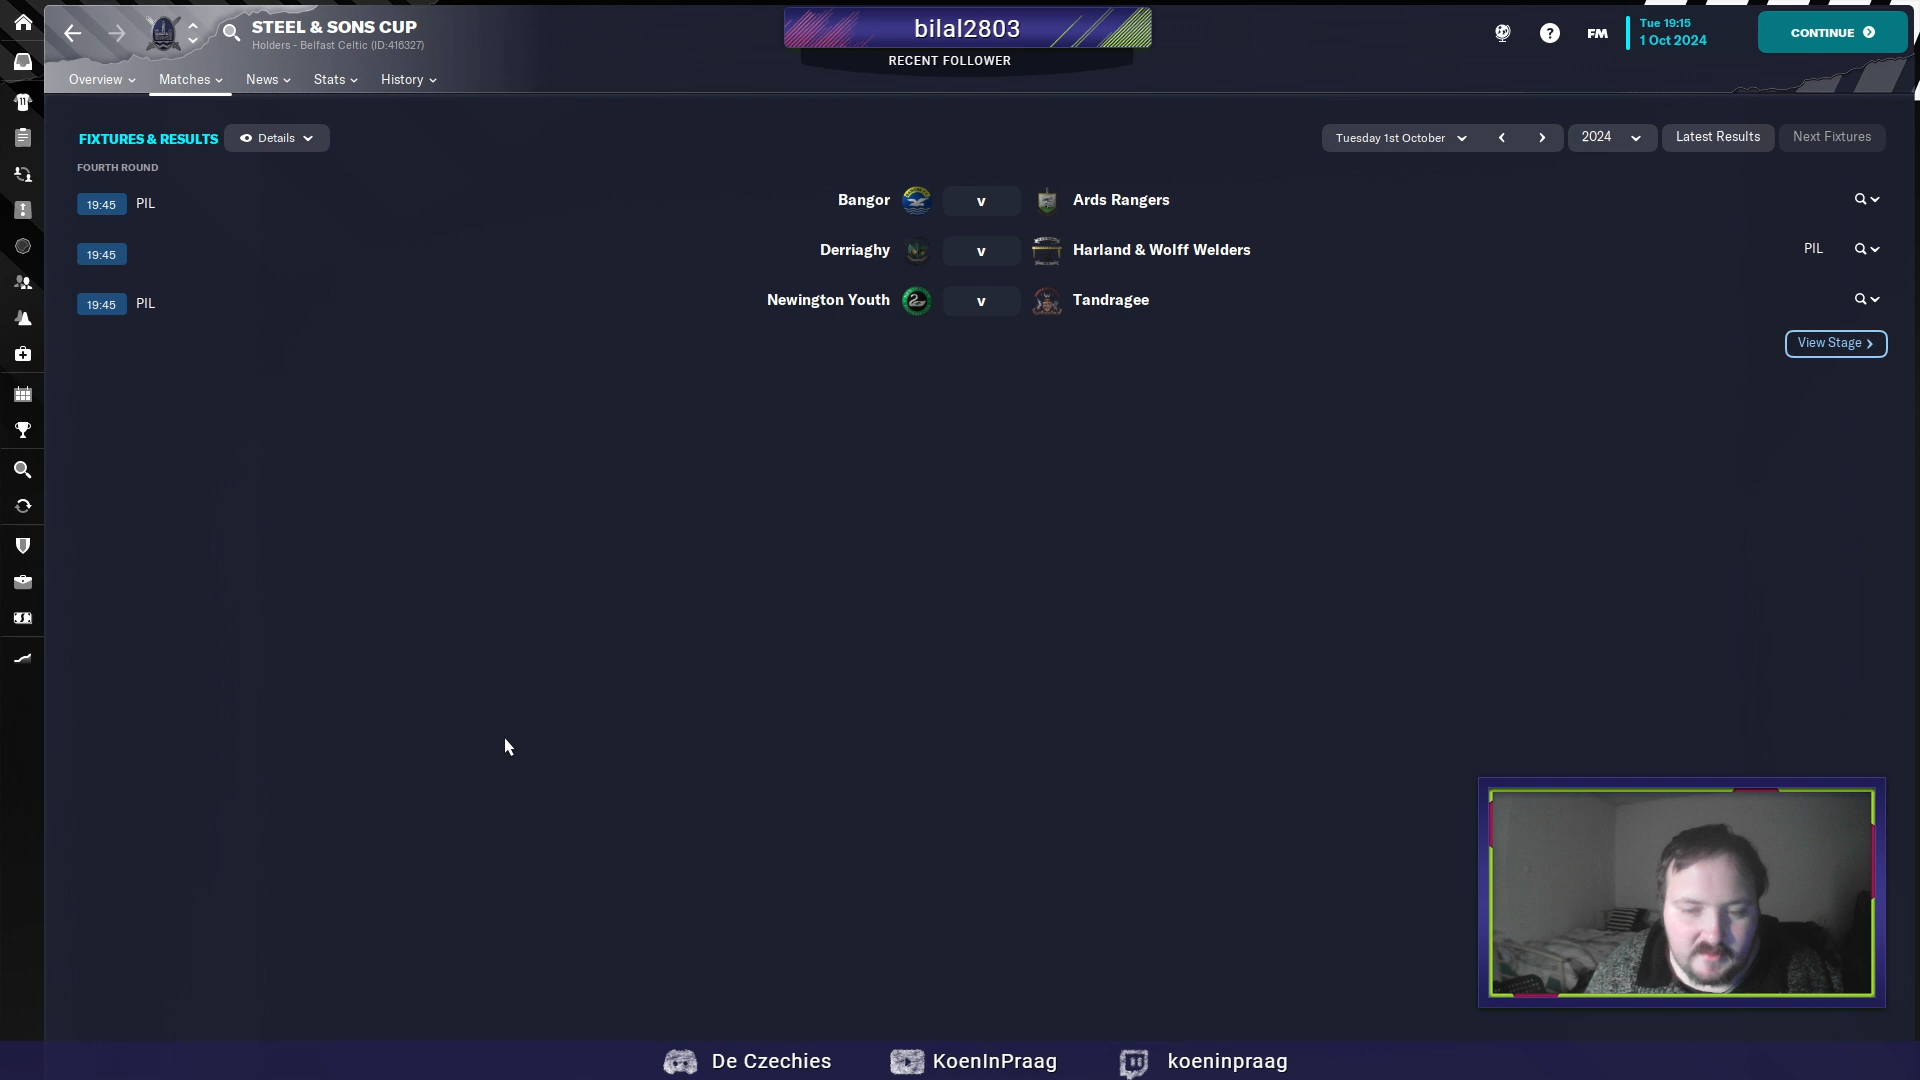 STEEL & SONS CUP
Holders - Belfast Celtic (ID:416327)
bilal2803
RECENT FOLLOWER
FM
Tue 19:15
1 Oct 2024
CONTINUE
Overview
Matches
News
Stats
History
FIXTURES & RESULTS
Details
Tuesday 1st October
2024
Latest Results
Next Fixtures
FOURTH ROUND
19:45 PIL Bangor v Ards Rangers
19:45 Derriaghy v Harland & Wolff Welders PIL
19:45 PIL Newington Youth v Tandragee
View Stage
De Czechies
KoenInPraag
koeninpraag